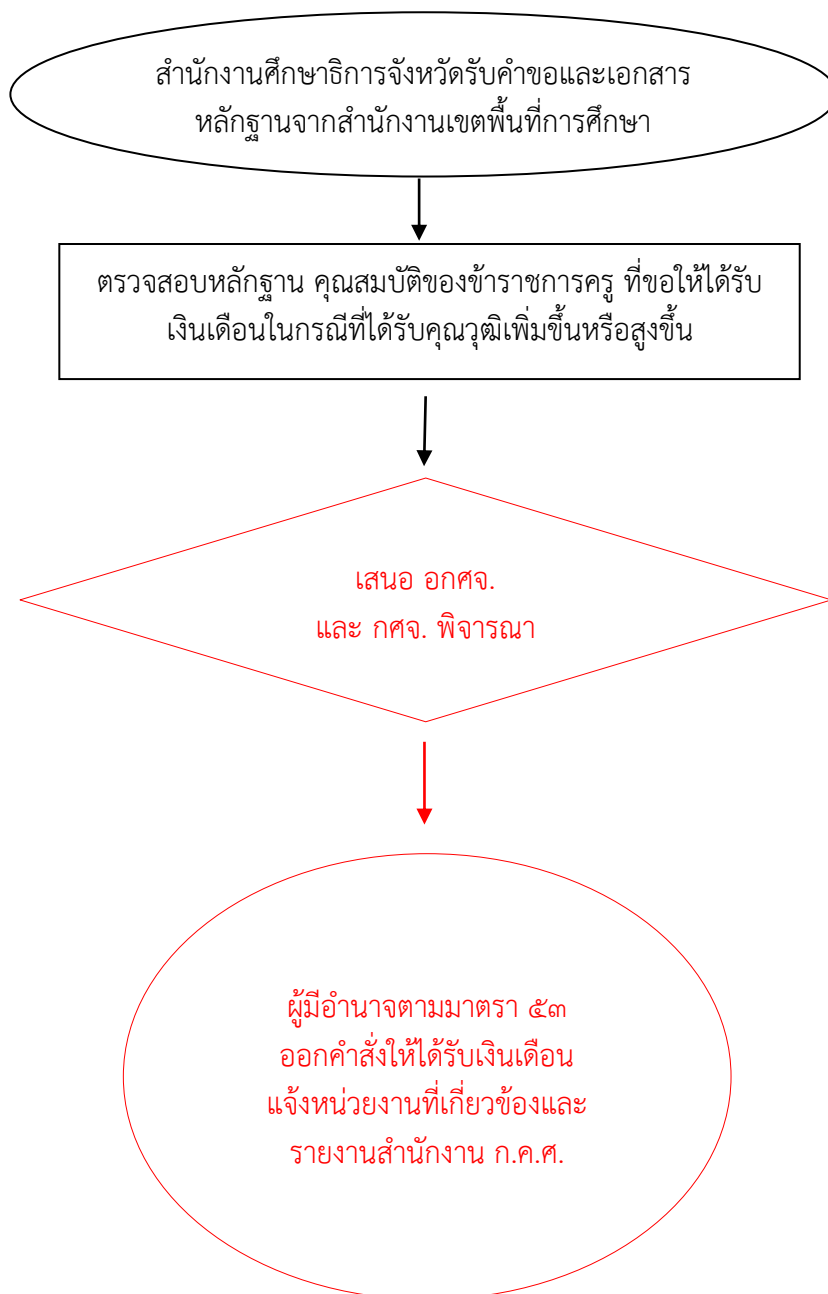 สำนักงานศึกษาธิการจังหวัดรับคำขอและเอกสาร
หลักฐานจากสำนักงานเขตพื้นที่การศึกษา
ตรวจสอบหลักฐาน คุณสมบัติของข้าราชการครู ที่ขอให้ได้รับ
เงินเดือนในกรณีที่ได้รับคุณวุฒิเพิ่มขึ้นหรือสูงขึ้น
เสนอ อกศจ.
และ กศจ. พิจารณา
ผู้มีอำนาจตามมาตรา ๕๓
ออกคำสั่งให้ได้รับเงินเดือน
แจ้งหน่วยงานที่เกี่ยวข้องและ
รายงานสำนักงาน ก.ค.ศ.